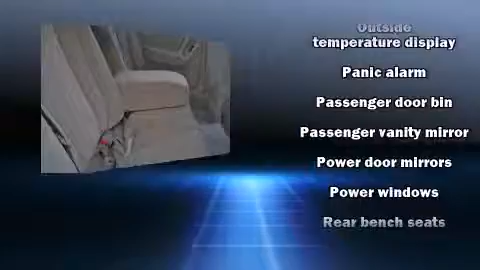 Outside
temperature display
Panic alarm
Passenger door bin
Passenger vanity mirror
Power door mirrors
Power windows
Rear bench seats